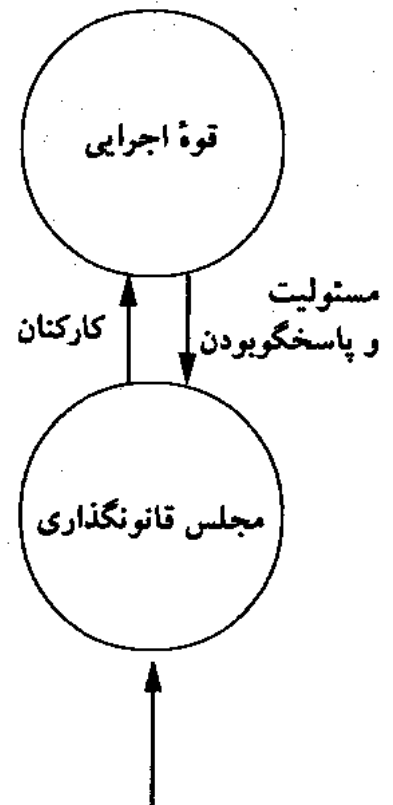 قوهٔ اجرایی
مسئولیت
و پاسخگوبودن
کارکنان
مجلس قانونگذاری